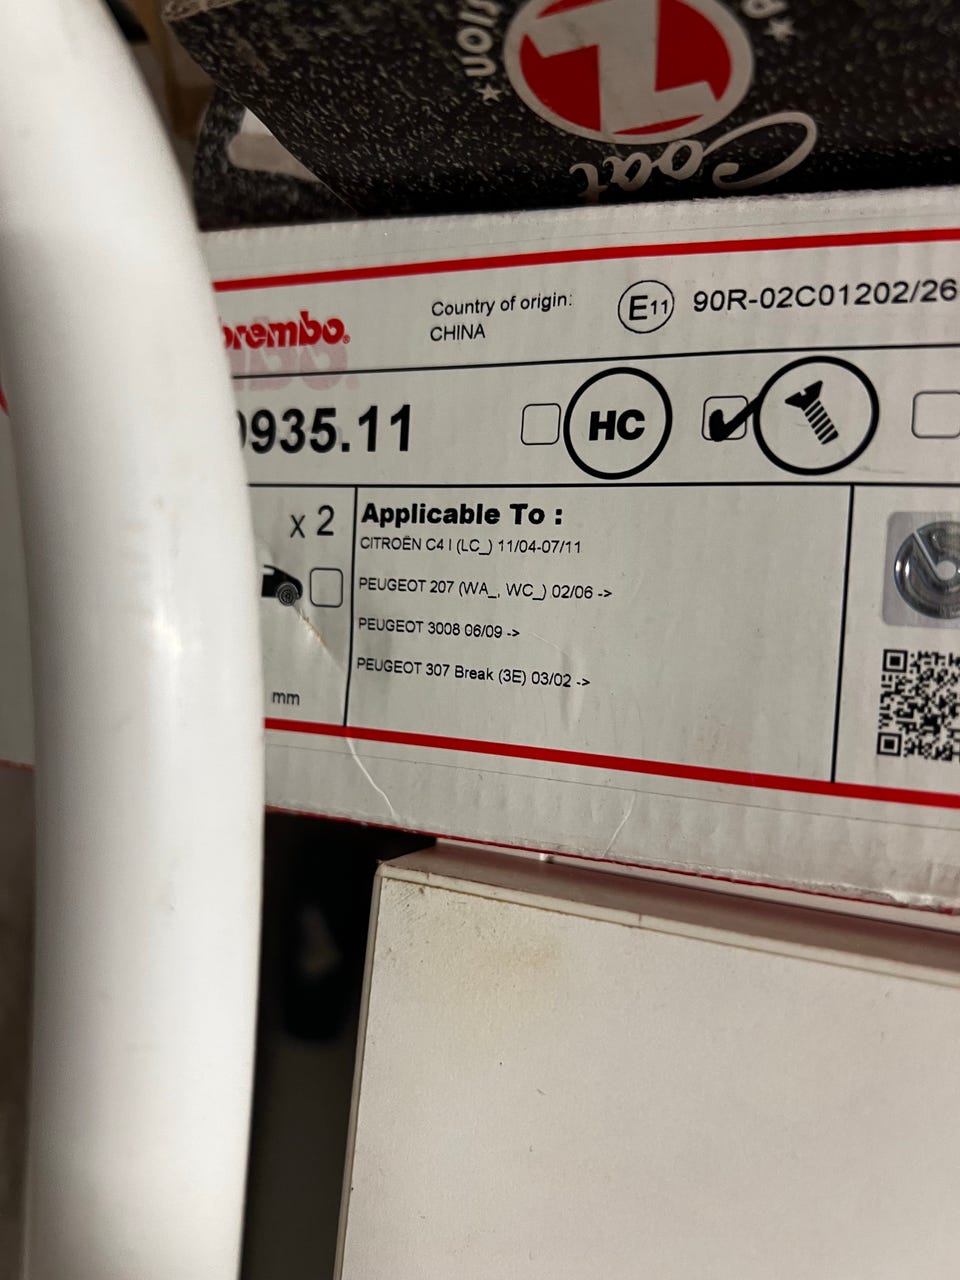 Coat
Z
brembo
Country of origin:
CHINA
E11
90R-02C01202/26
9935.11
HC
x 2
Applicable To :
CITROËN C4 I (LC_) 11/04-07/11
PEUGEOT 207 (WA_, WC_) 02/06 ->
PEUGEOT 3008 06/09 ->
PEUGEOT 307 Break (3E) 03/02 ->
mm